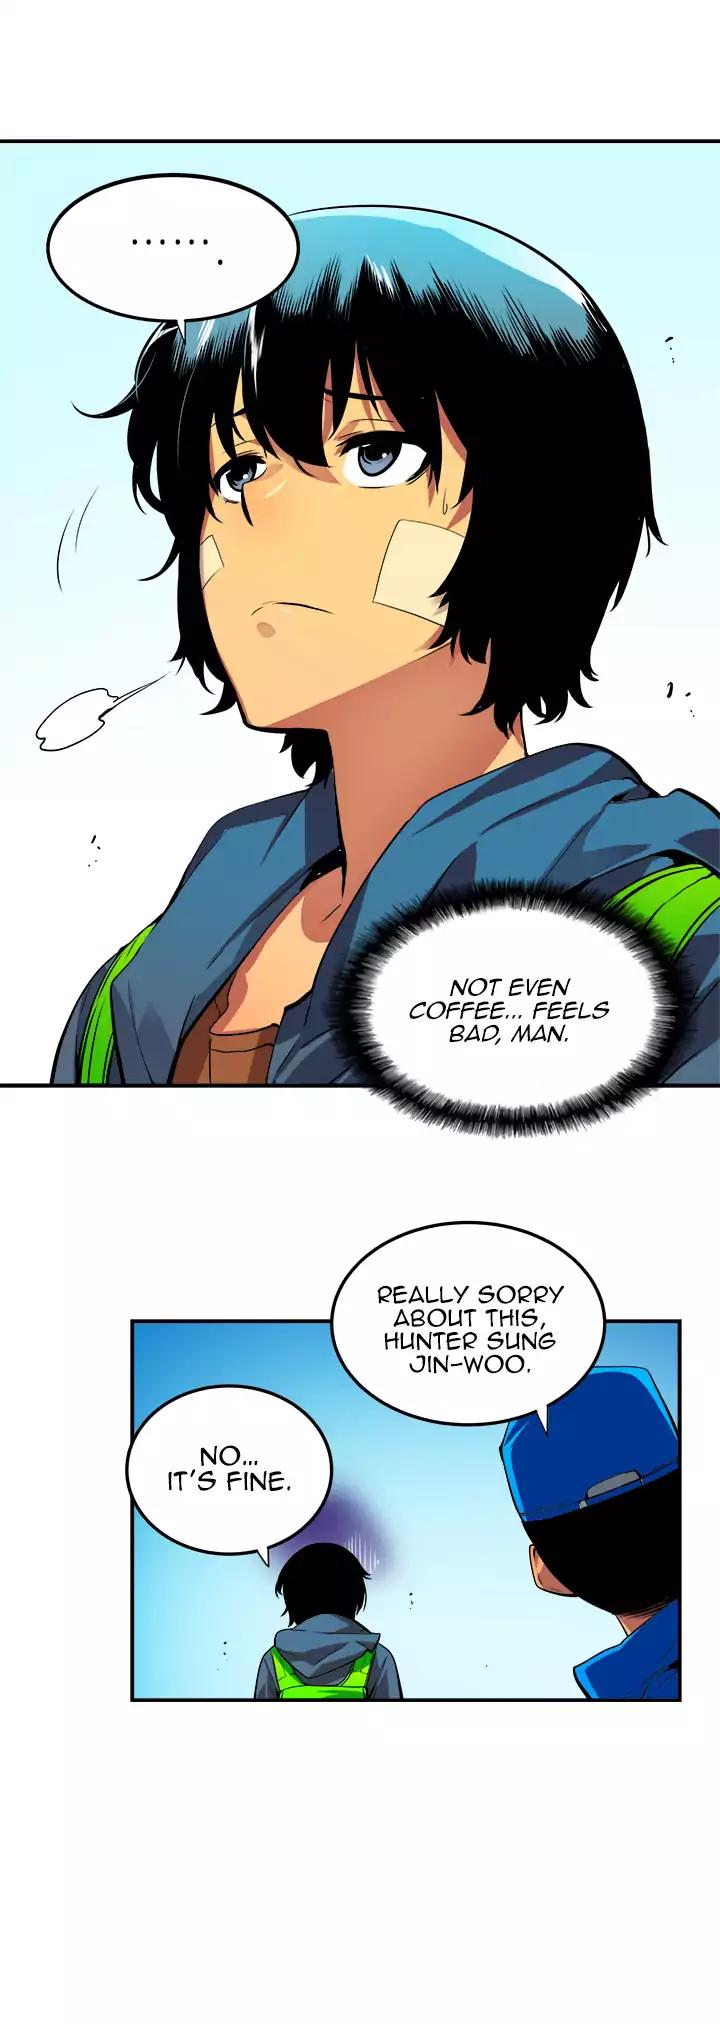 .......
NOT EVEN
COFFEE... FEELS
BAD, MAN.
REALLY SORRY
ABOUT THIS,
HUNTER SUNG
JIN-WOO.
NO...
IT'S FINE.